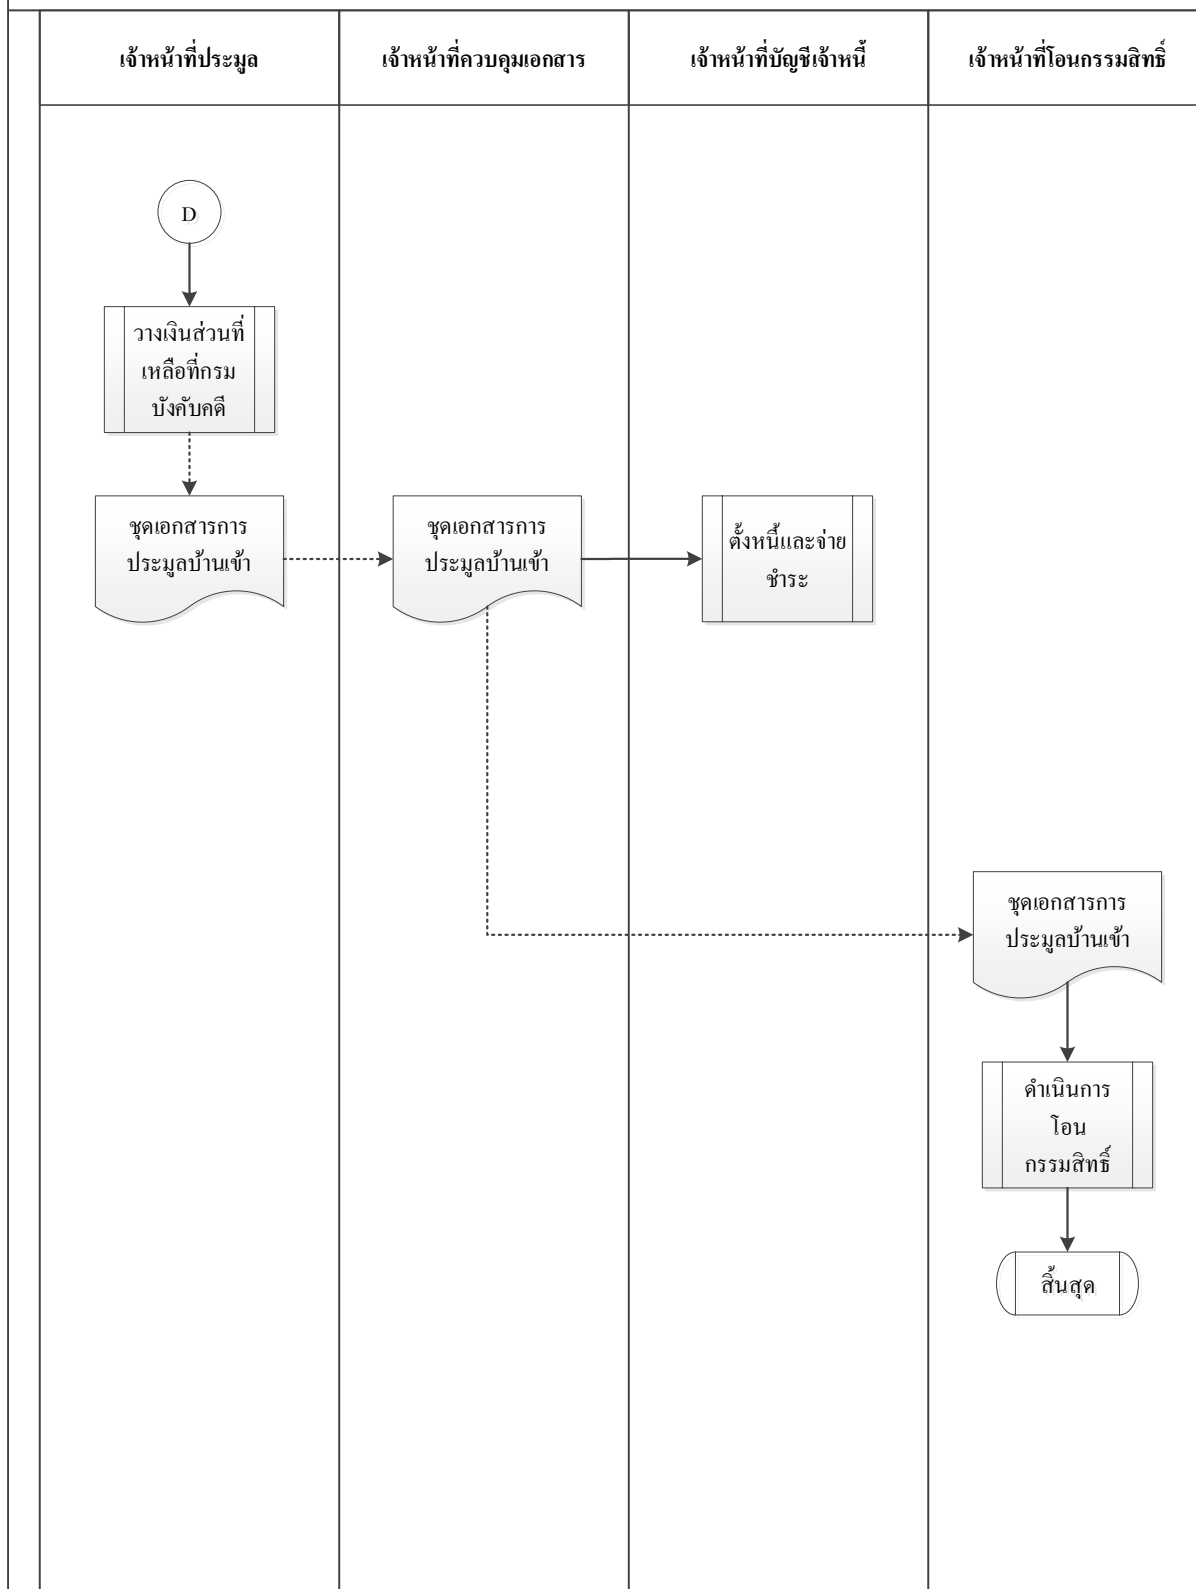 เจ้าหน้าที่ประมูล
เจ้าหน้าที่ควบคุมเอกสาร
เจ้าหน้าที่บัญชีเจ้าหนี้
เจ้าหน้าที่โอนกรรมสิทธิ์
D
วางเงินส่วนที่
เหลือที่กรม
บังคับคดี
ชุดเอกสารการ
ประมูลบ้านเข้า
ชุดเอกสารการ
ประมูลบ้านเข้า
ตั้งหนี้และจ่าย
ชำระ
ชุดเอกสารการ
ประมูลบ้านเข้า
ดำเนินการ
โอน
กรรมสิทธิ์
สิ้นสุด